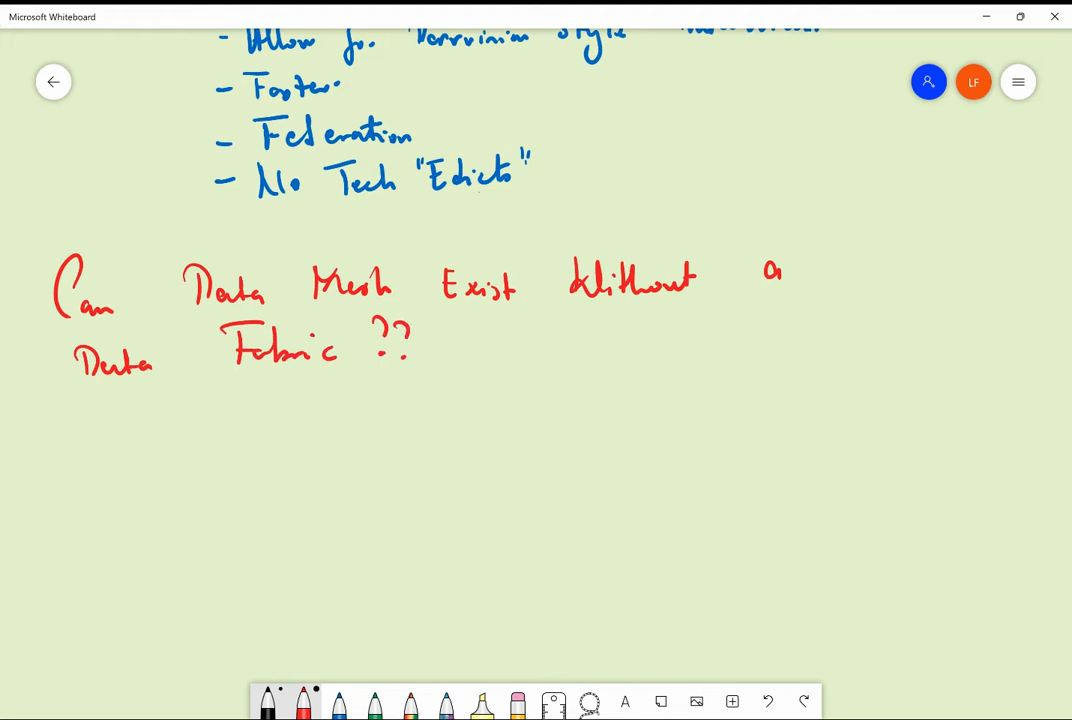 Microsoft Whiteboard
- Allow for "Darwinian style
- Faster
LF
- Federation
- No Tech "Edicts"
Can Data Mesh Exist Without a
Data Fabric ??
A